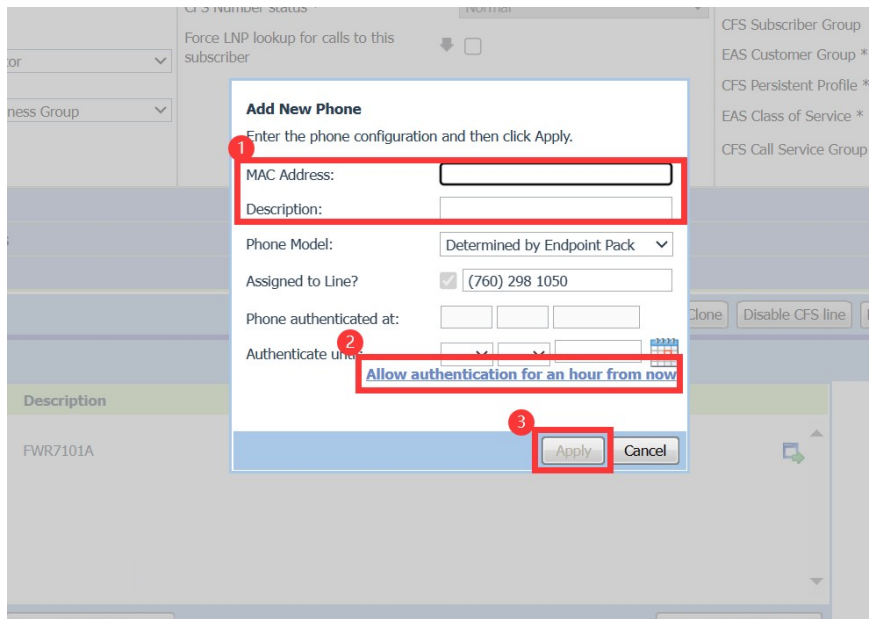 CFS Number status *
Normal
Force LNP lookup for calls to this
subscriber
tor
ness Group
CFS Subscriber Group
EAS Customer Group *
CFS Persistent Profile *
EAS Class of Service *
CFS Call Service Group
Add New Phone
Enter the phone configuration and then click Apply.
1
MAC Address:
Description:
Phone Model:
Determined by Endpoint Pack
Assigned to Line?
(760) 298 1050
Phone authenticated at:
2
Authenticate until:
Allow authentication for an hour from now
3
Apply
Cancel
Clone
Disable CFS line
Description
FWR7101A